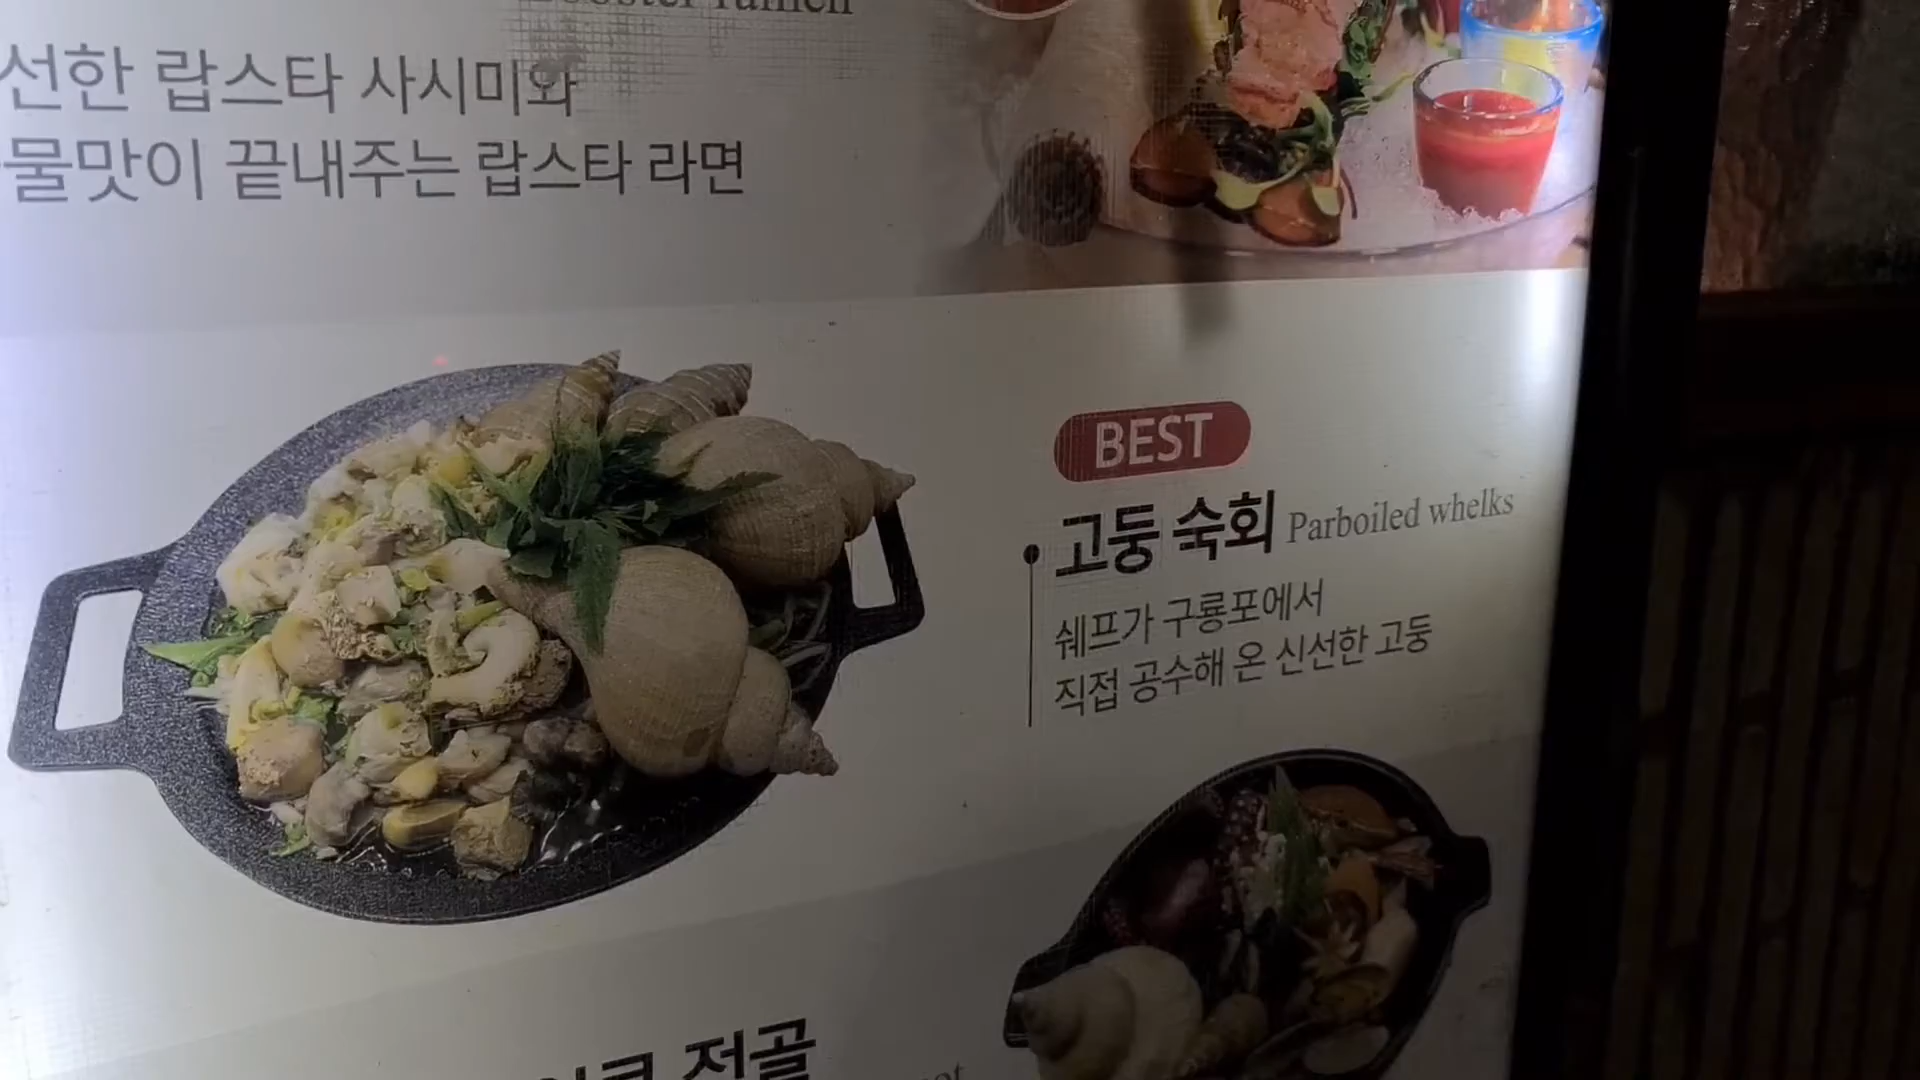 ramen
선한 랍스타 사시미와
물맛이 끝내주는 랍스타 라면
BEST
고둥 숙회 Parboiled whelks
쉐프가 구룡포에서
직접 공수해 온 신선한 고둥
전골